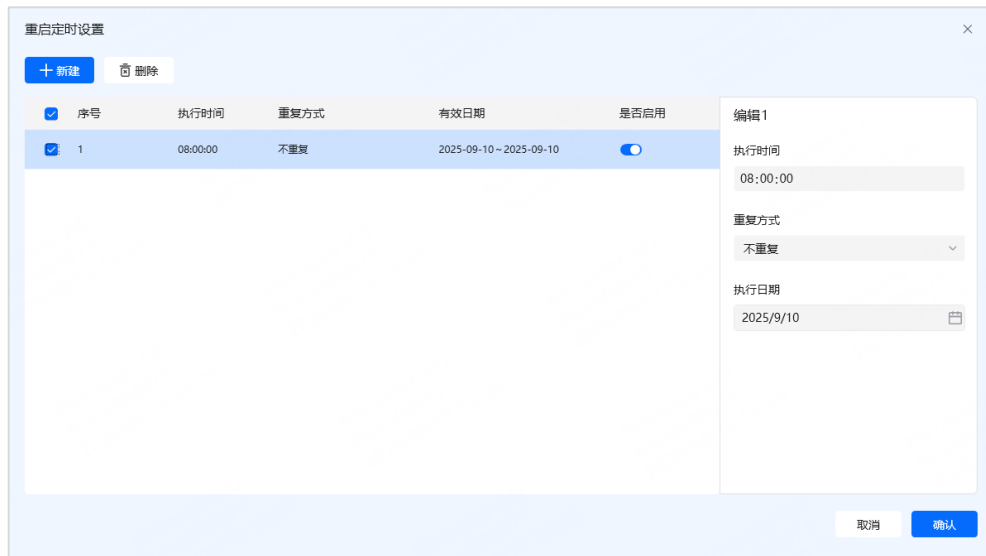 重启定时设置
新建 删除
序号 执行时间 重复方式 有效日期 是否启用
1 08:00:00 不重复 2025-09-10~2025-09-10
编辑1
执行时间
08:00:00
重复方式
不重复
执行日期
2025/9/10
取消 确认